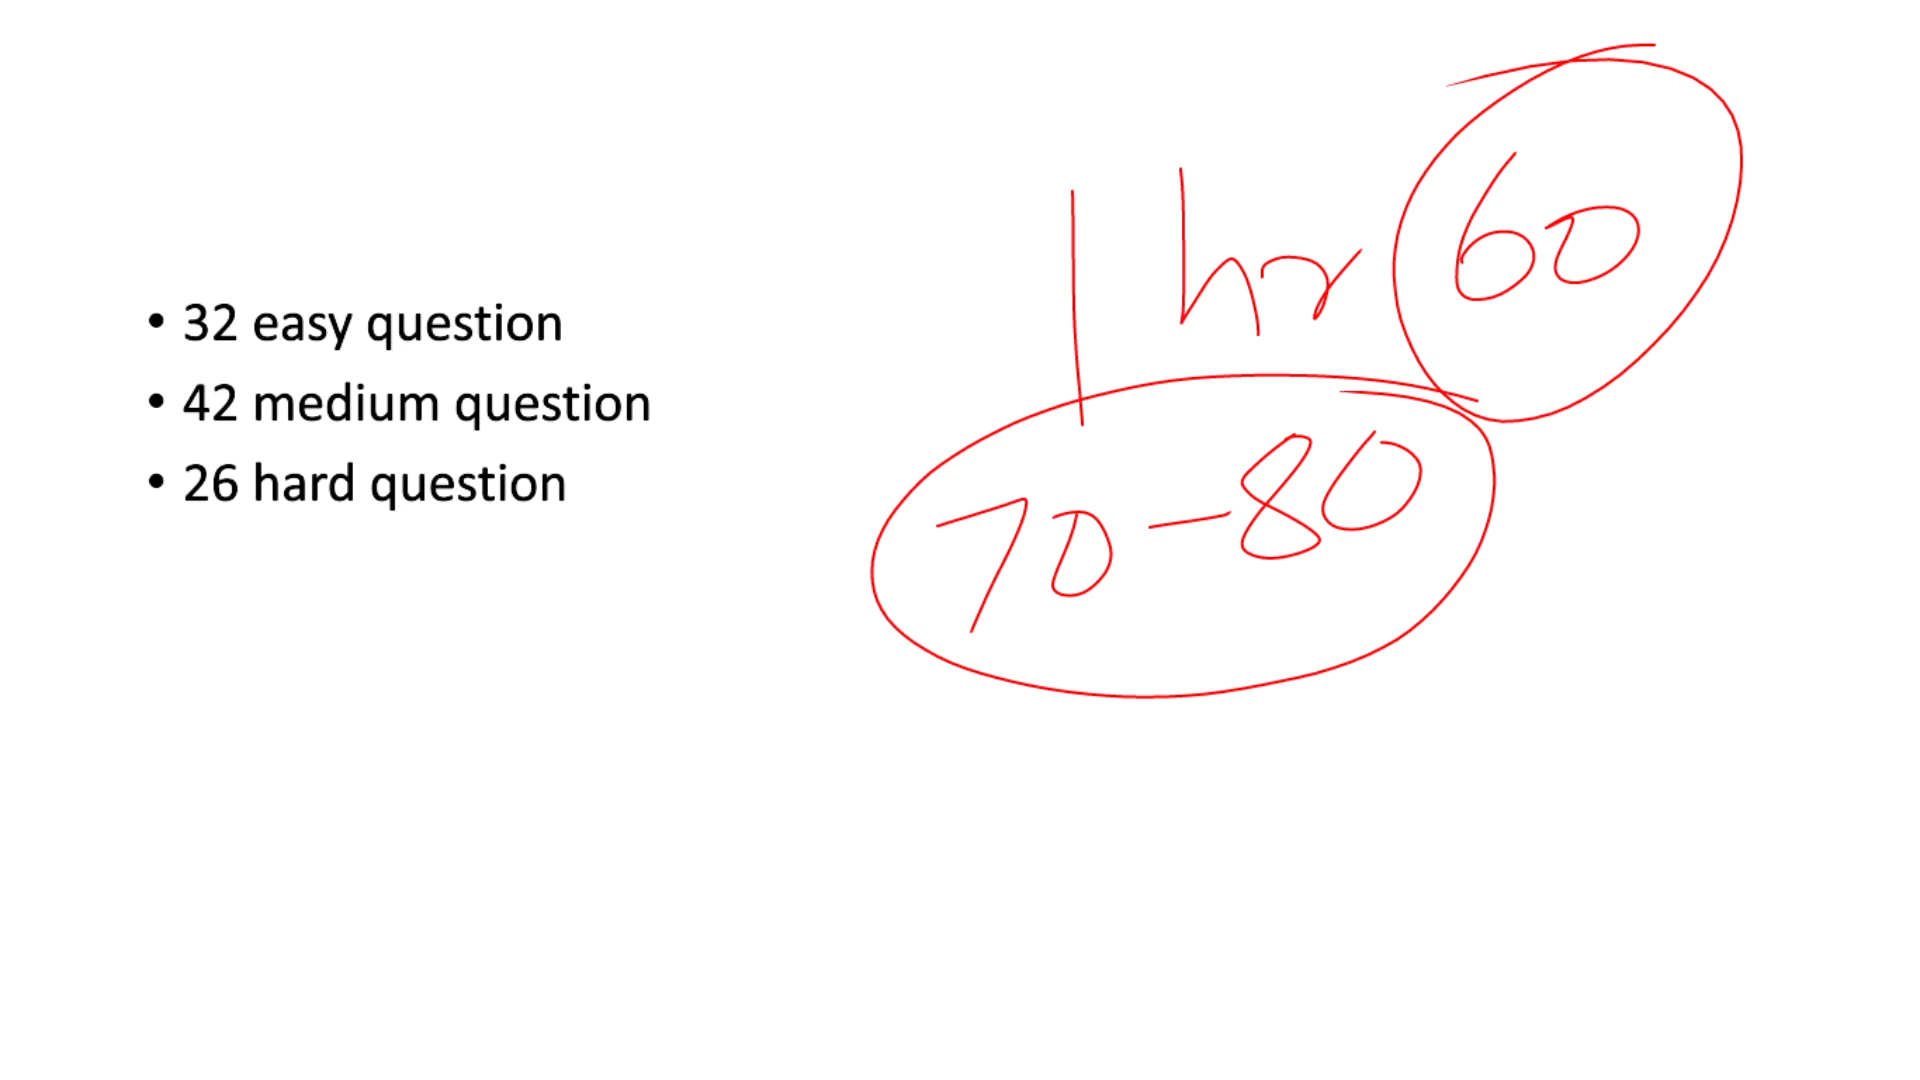 • 32 easy question
• 42 medium question
• 26 hard question
1 hr 60
70-80